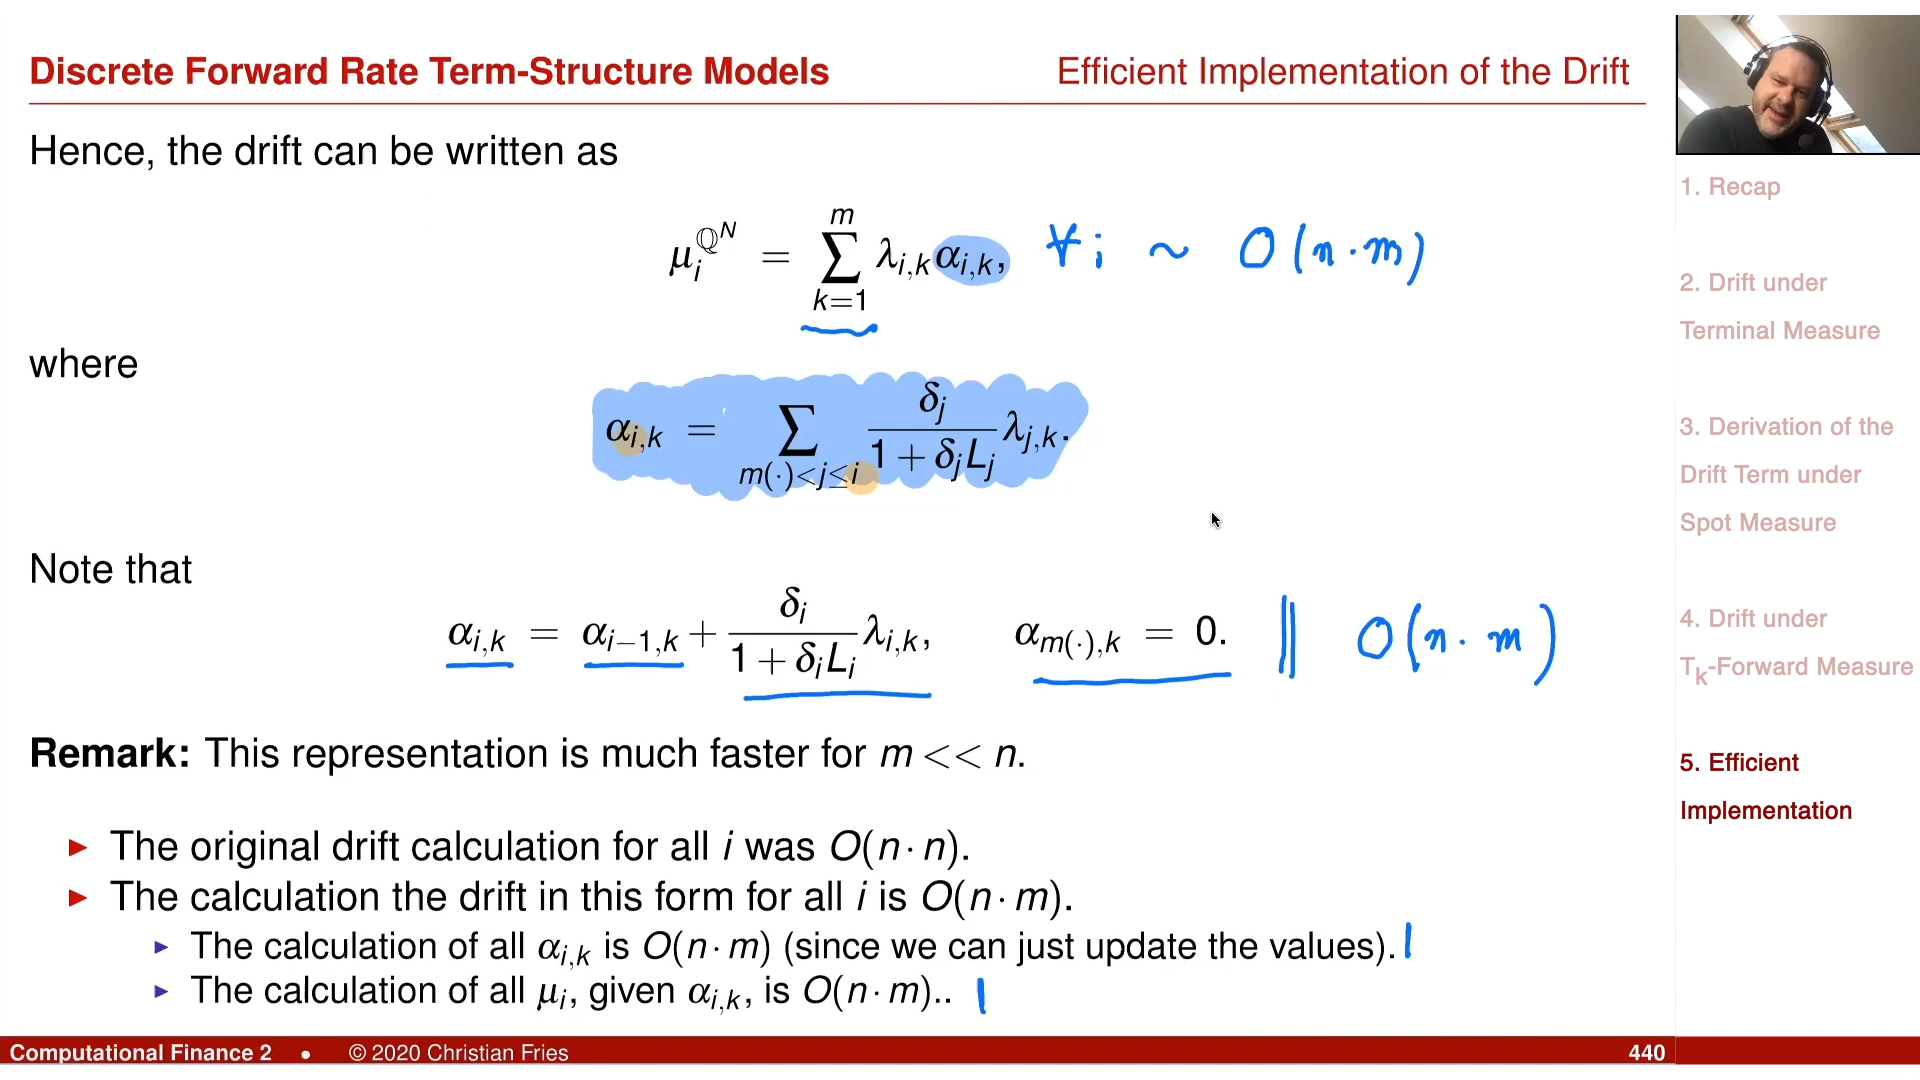 Discrete Forward Rate Term-Structure Models
Efficient Implementation of the Drift
Hence, the drift can be written as
μ_i^{ℚ^N} = ∑_{k=1}^{m} λ_{i,k} α_{i,k}, ∀ i ~ O(n·m)
where
α_{i,k} = ∑_{m(·)<j≤i} δ_j / (1 + δ_j L_j) λ_{j,k}.
Note that
α_{i,k} = α_{i−1,k} + δ_i / (1 + δ_i L_i) λ_{i,k}, α_{m(·),k} = 0. || O(n·m)
Remark: This representation is much faster for m << n.
▶ The original drift calculation for all i was O(n·n).
▶ The calculation the drift in this form for all i is O(n·m).
▶ The calculation of all α_{i,k} is O(n·m) (since we can just update the values). |
▶ The calculation of all μ_i, given α_{i,k}, is O(n·m).. |
1. Recap
2. Drift under
Terminal Measure
3. Derivation of the
Drift Term under
Spot Measure
4. Drift under
T_k-Forward Measure
5. Efficient
Implementation
Computational Finance 2 • © 2020 Christian Fries
440